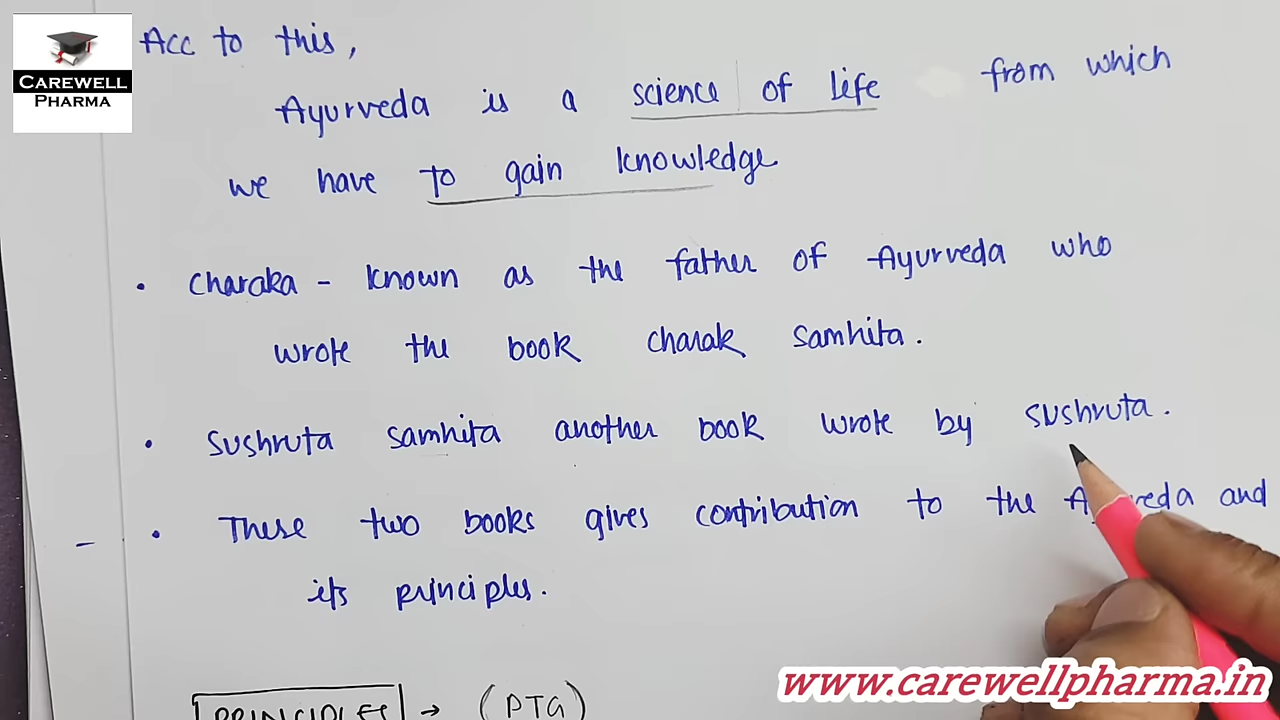 CAREWELL
PHARMA
Acc to this,
Ayurveda is a science of life from which
we have to gain knowledge
• Charaka - known as the father of Ayurveda who
wrote the book charak samhita.
• Sushruta samhita another book wrote by sushruta.
- • These two books gives contribution to the and
its principles.
PRINCIPLES → (PTG)
www.carewellpharma.in